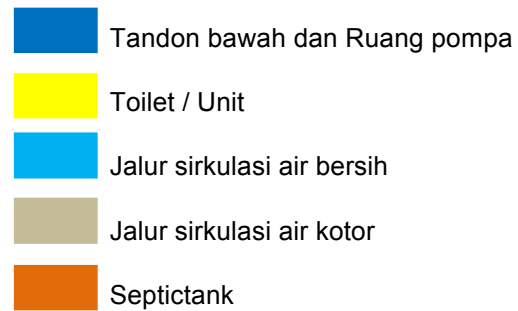 Tandon bawah dan Ruang pompa
Toilet / Unit
Jalur sirkulasi air bersih
Jalur sirkulasi air kotor
Septictank